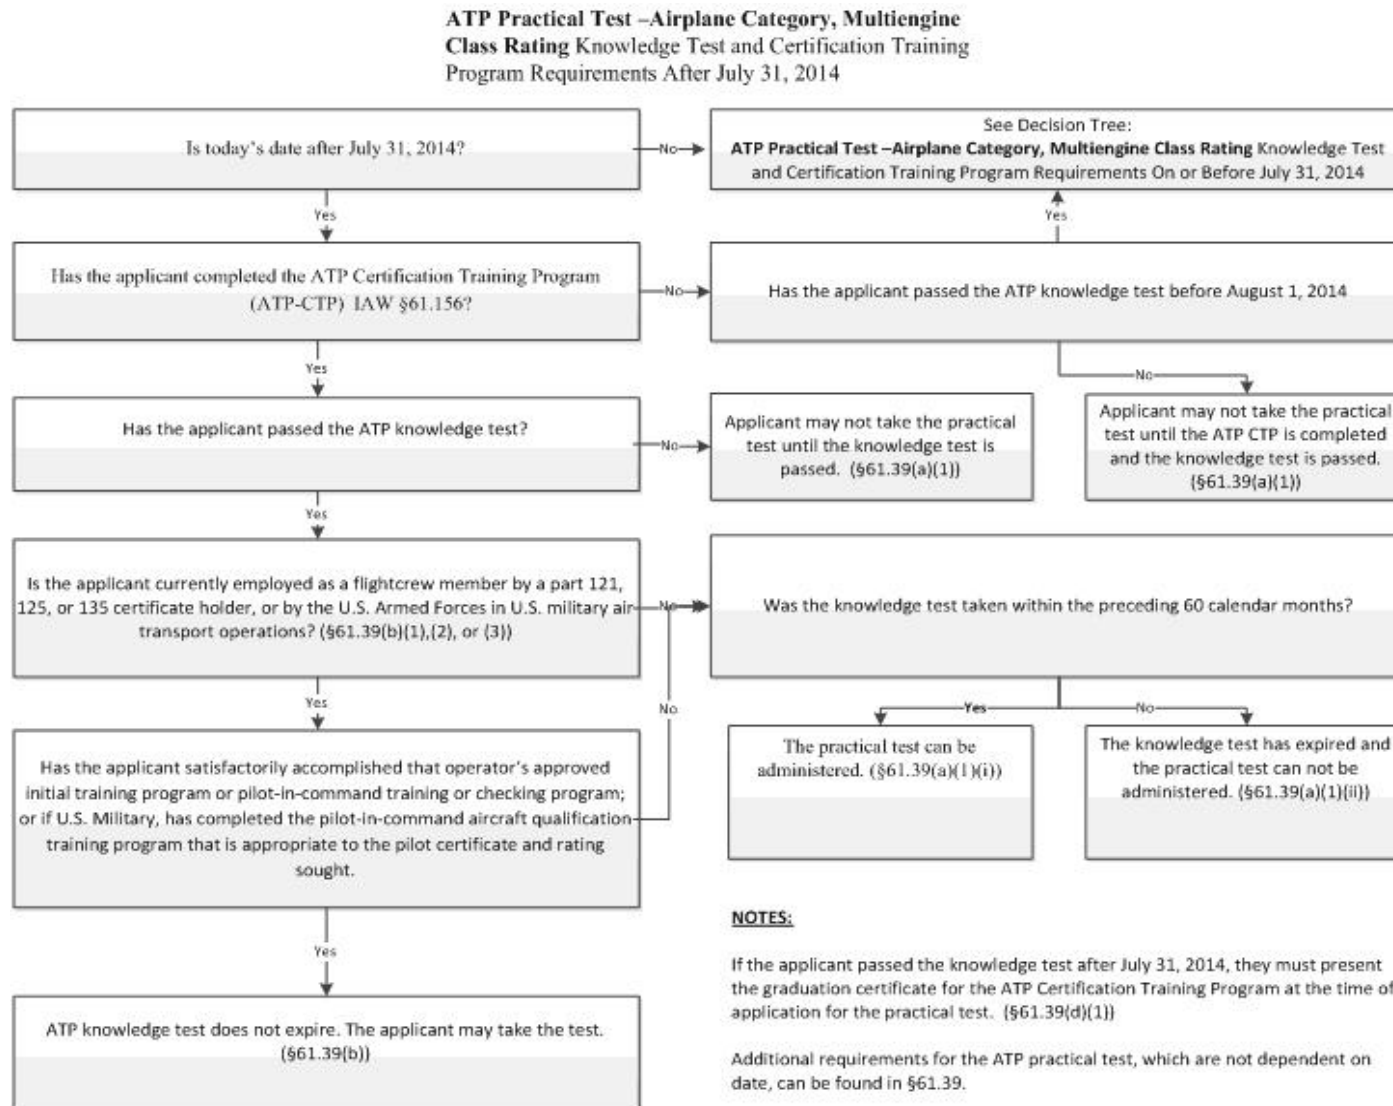 ATP Practical Test –Airplane Category, Multiengine
Class Rating Knowledge Test and Certification Training
Program Requirements After July 31, 2014
Is today's date after July 31, 2014?
No
See Decision Tree:
ATP Practical Test –Airplane Category, Multiengine Class Rating Knowledge Test
and Certification Training Program Requirements On or Before July 31, 2014
Yes
Yes
Has the applicant completed the ATP Certification Training Program
(ATP-CTP) IAW §61.156?
No
Has the applicant passed the ATP knowledge test before August 1, 2014
Yes
No
Has the applicant passed the ATP knowledge test?
No
Applicant may not take the practical
test until the knowledge test is
passed. (§61.39(a)(1))
Applicant may not take the practical
test until the ATP CTP is completed
and the knowledge test is passed.
(§61.39(a)(1))
Yes
Is the applicant currently employed as a flightcrew member by a part 121,
125, or 135 certificate holder, or by the U.S. Armed Forces in U.S. military air
transport operations? (§61.39(b)(1),(2), or (3))
No
Was the knowledge test taken within the preceding 60 calendar months?
Yes
No
Yes
No
Has the applicant satisfactorily accomplished that operator's approved
initial training program or pilot-in-command training or checking program;
or if U.S. Military, has completed the pilot-in-command aircraft qualification
training program that is appropriate to the pilot certificate and rating
sought.
The practical test can be
administered. (§61.39(a)(1)(i))
The knowledge test has expired and
the practical test can not be
administered. (§61.39(a)(1)(ii))
Yes
ATP knowledge test does not expire. The applicant may take the test.
(§61.39(b))
NOTES:
If the applicant passed the knowledge test after July 31, 2014, they must present
the graduation certificate for the ATP Certification Training Program at the time of
application for the practical test. (§61.39(d)(1))
Additional requirements for the ATP practical test, which are not dependent on
date, can be found in §61.39.